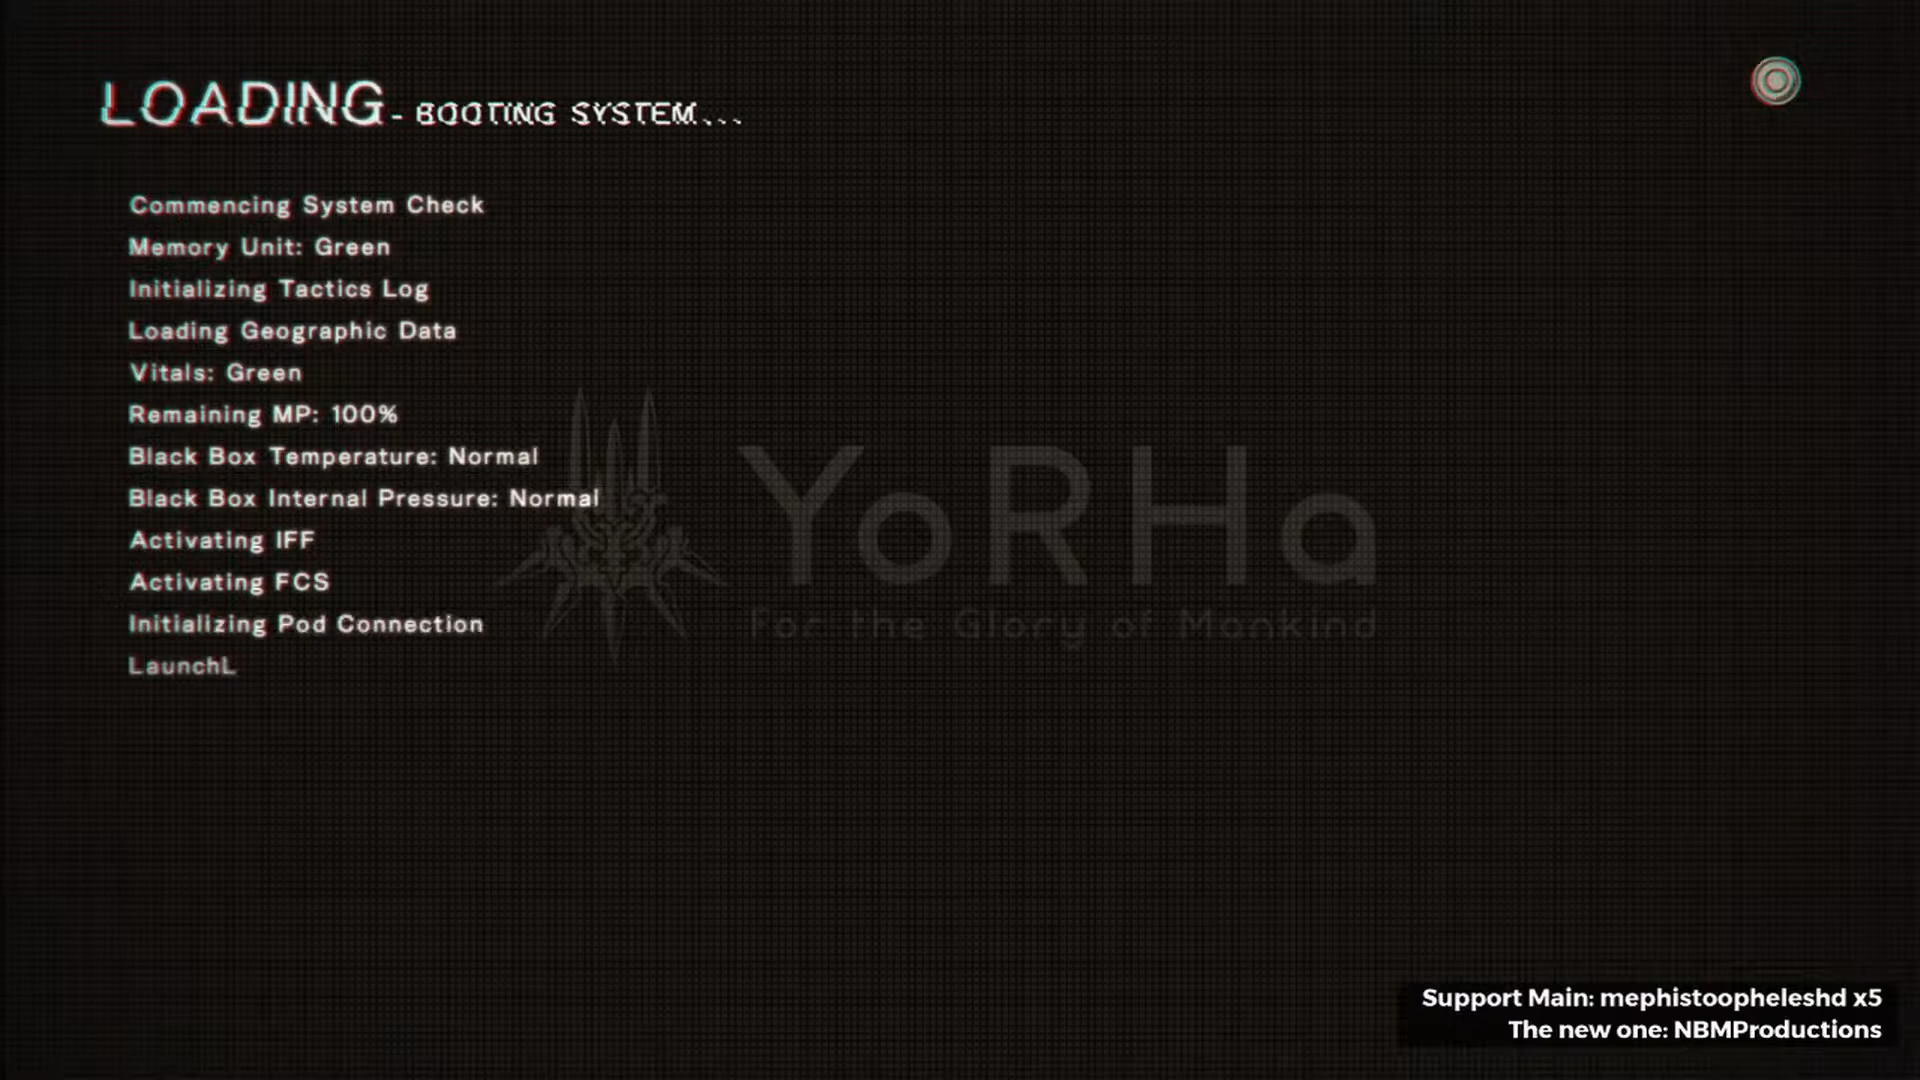 LOADING - BOOTING SYSTEM...
Commencing System Check
Memory Unit: Green
Initializing Tactics Log
Loading Geographic Data
Vitals: Green
Remaining MP: 100%
Black Box Temperature: Normal
Black Box Internal Pressure: Normal
Activating IFF
Activating FCS
Initializing Pod Connection
LaunchL
YoRHa
For the Glory of Mankind
Support Main: mephistoopheleshd x5
The new one: NBMProductions